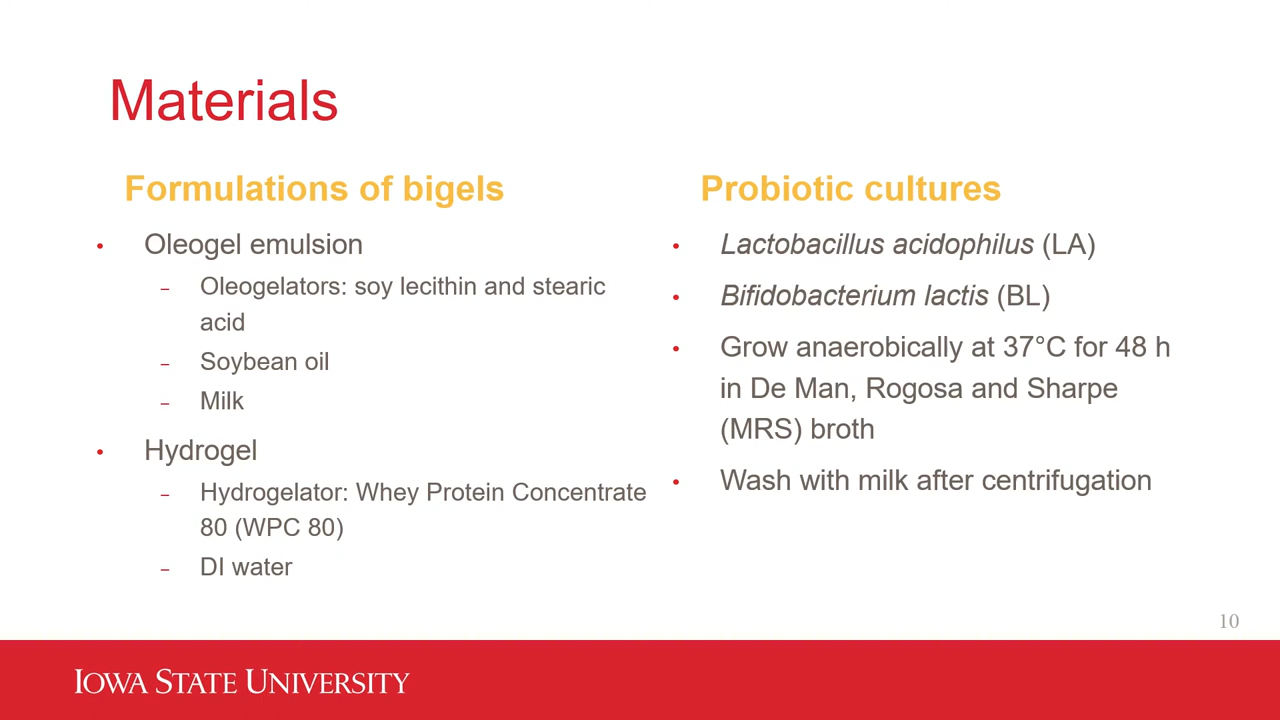 Materials
Formulations of bigels
• Oleogel emulsion
– Oleogelators: soy lecithin and stearic
acid
– Soybean oil
– Milk
• Hydrogel
– Hydrogelator: Whey Protein Concentrate
80 (WPC 80)
– DI water
Probiotic cultures
• Lactobacillus acidophilus (LA)
• Bifidobacterium lactis (BL)
• Grow anaerobically at 37°C for 48 h
in De Man, Rogosa and Sharpe
(MRS) broth
• Wash with milk after centrifugation
10
IOWA STATE UNIVERSITY